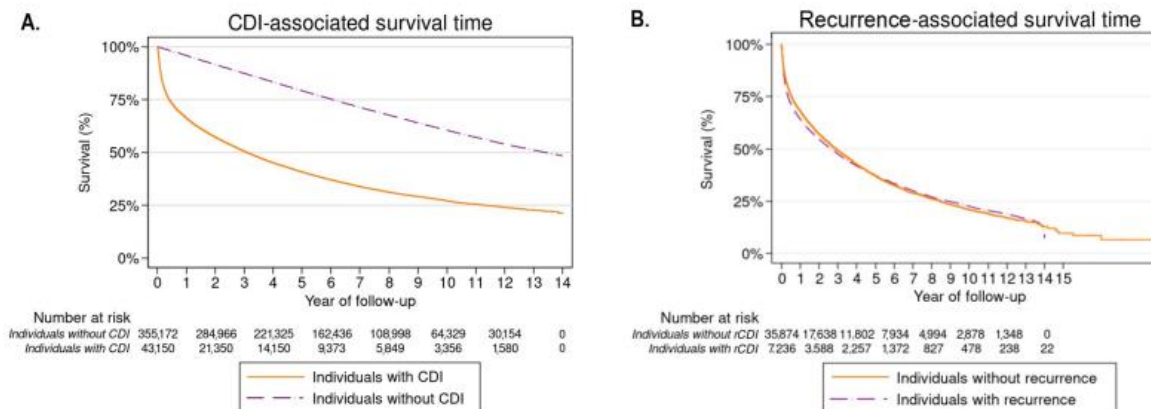 A.
CDI-associated survival time
100%
75%
50%
25%
0%
Survival (%)
0 1 2 3 4 5 6 7 8 9 10 11 12 13 14
Year of follow-up
Number at risk
Individuals without CDI 355,172 284,966 221,325 162,436 108,998 64,329 30,154 0
Individuals with CDI 43,150 21,350 14,150 9,373 5,849 3,356 1,580 0
Individuals with CDI
Individuals without CDI
B.
Recurrence-associated survival time
100%
75%
50%
25%
0%
Survival (%)
0 1 2 3 4 5 6 7 8 9 10 11 12 13 14 15
Year of follow-up
Number at risk
Individuals without rCDI 35,874 17,638 11,802 7,934 4,994 2,878 1,348 0
Individuals with rCDI 7,236 3,588 2,257 1,372 827 478 238 22
Individuals without recurrence
Individuals with recurrence